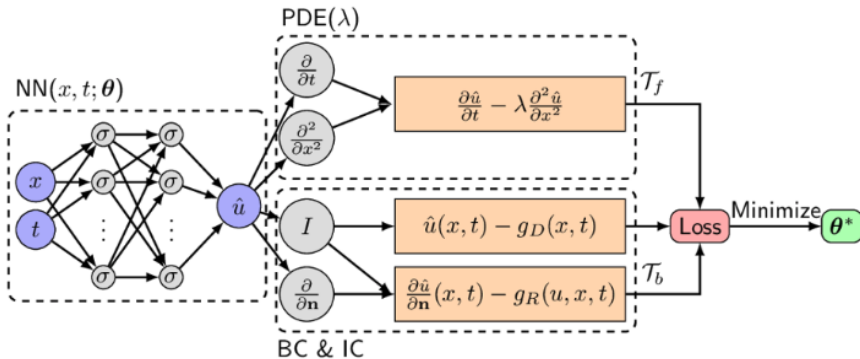 PDE(λ)
NN(x, t; θ)
∂/∂t
∂²/∂x²
∂û/∂t − λ ∂²û/∂x²
𝒯_f
x
t
σ
σ
σ
σ
⋮
⋮
σ
σ
û
I
∂/∂n
û(x, t) − g_D(x, t)
∂û/∂n (x, t) − g_R(u, x, t)
𝒯_b
Loss
Minimize
θ*
BC & IC